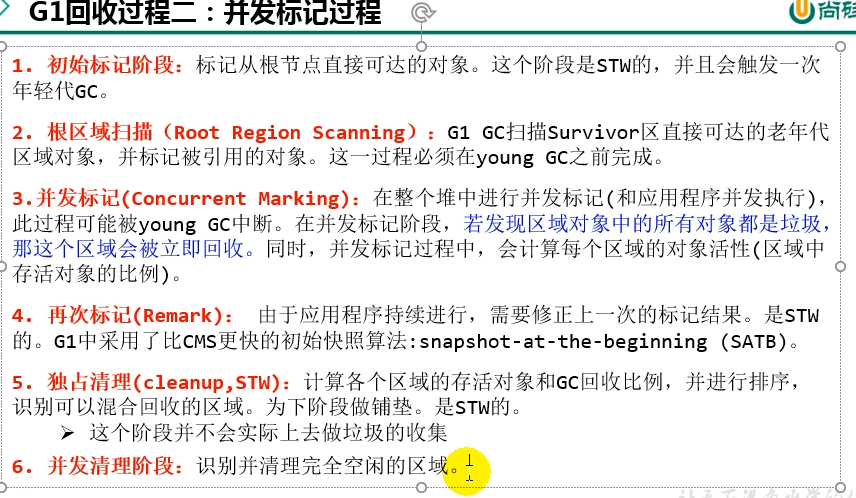 G1回收过程二：并发标记过程
尚硅
1. 初始标记阶段：标记从根节点直接可达的对象。这个阶段是STW的，并且会触发一次
年轻代GC。
2. 根区域扫描（Root Region Scanning）：G1 GC扫描Survivor区直接可达的老年代
区域对象，并标记被引用的对象。这一过程必须在young GC之前完成。
3.并发标记(Concurrent Marking)：在整个堆中进行并发标记(和应用程序并发执行)，
此过程可能被young GC中断。在并发标记阶段，若发现区域对象中的所有对象都是垃圾，
那这个区域会被立即回收。同时，并发标记过程中，会计算每个区域的对象活性(区域中
存活对象的比例)。
4. 再次标记(Remark)： 由于应用程序持续进行，需要修正上一次的标记结果。是STW
的。G1中采用了比CMS更快的初始快照算法:snapshot-at-the-beginning (SATB)。
5. 独占清理(cleanup,STW)：计算各个区域的存活对象和GC回收比例，并进行排序，
识别可以混合回收的区域。为下阶段做铺垫。是STW的。
➢ 这个阶段并不会实际上去做垃圾的收集
6. 并发清理阶段：识别并清理完全空闲的区域。